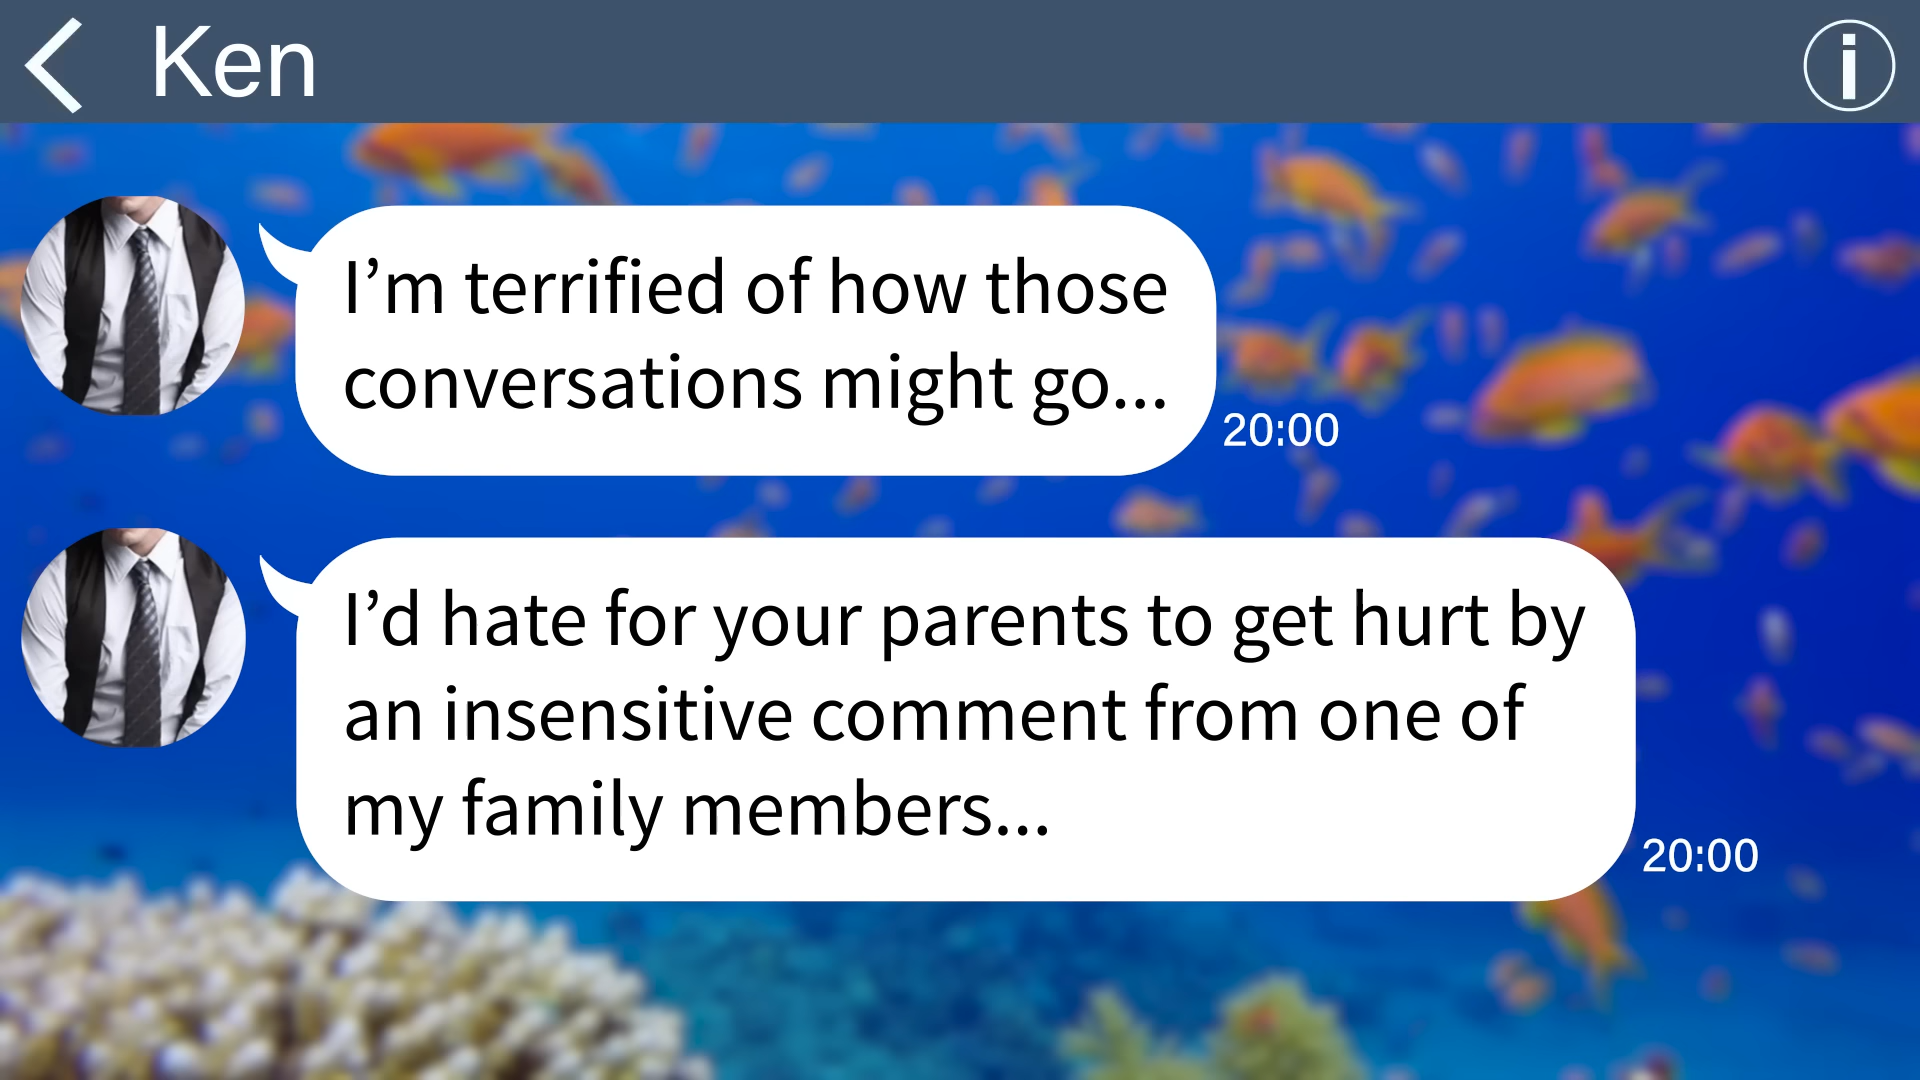 Ken
I’m terrified of how those
conversations might go...
20:00
I’d hate for your parents to get hurt by
an insensitive comment from one of
my family members...
20:00